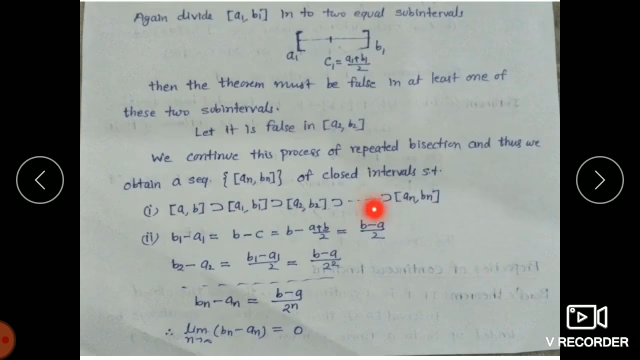 Again divide [a₁, b₁] in to two equal subintervals
a₁ b₁
C₁ = a₁+b₁/2
then the theorem must be false in at least one of
these two subintervals.
Let it is false in [a₂, b₂]
We continue this process of repeated bisection and thus we
obtain a seq. {[an, bn]} of closed intervals s.t.
(i) [a, b] ⊃ [a₁, b₁] ⊃ [a₂, b₂] ⊃ ----- ⊃ [an, bn]
(ii) b₁-a₁ = b-c = b- a+b/2 = b-a/2
b₂-a₂ = b₁-a₁/2 = b-a/2²
bn-an = b-a/2ⁿ
∴ lim n→∞ (bn-an) = 0
V RECORDER